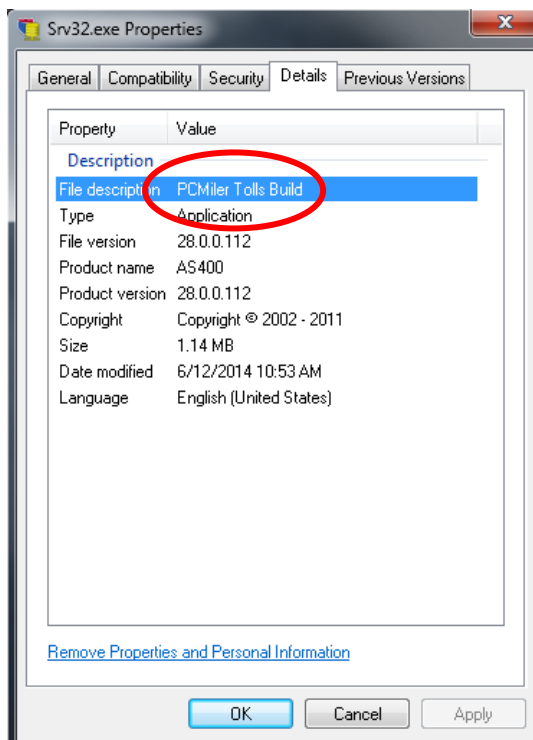 Srv32.exe Properties
General Compatibility Security Details Previous Versions
Property Value
Description
File description PCMiler Tolls Build
Type Application
File version 28.0.0.112
Product name AS400
Product version 28.0.0.112
Copyright Copyright © 2002 - 2011
Size 1.14 MB
Date modified 6/12/2014 10:53 AM
Language English (United States)
Remove Properties and Personal Information
OK Cancel Apply